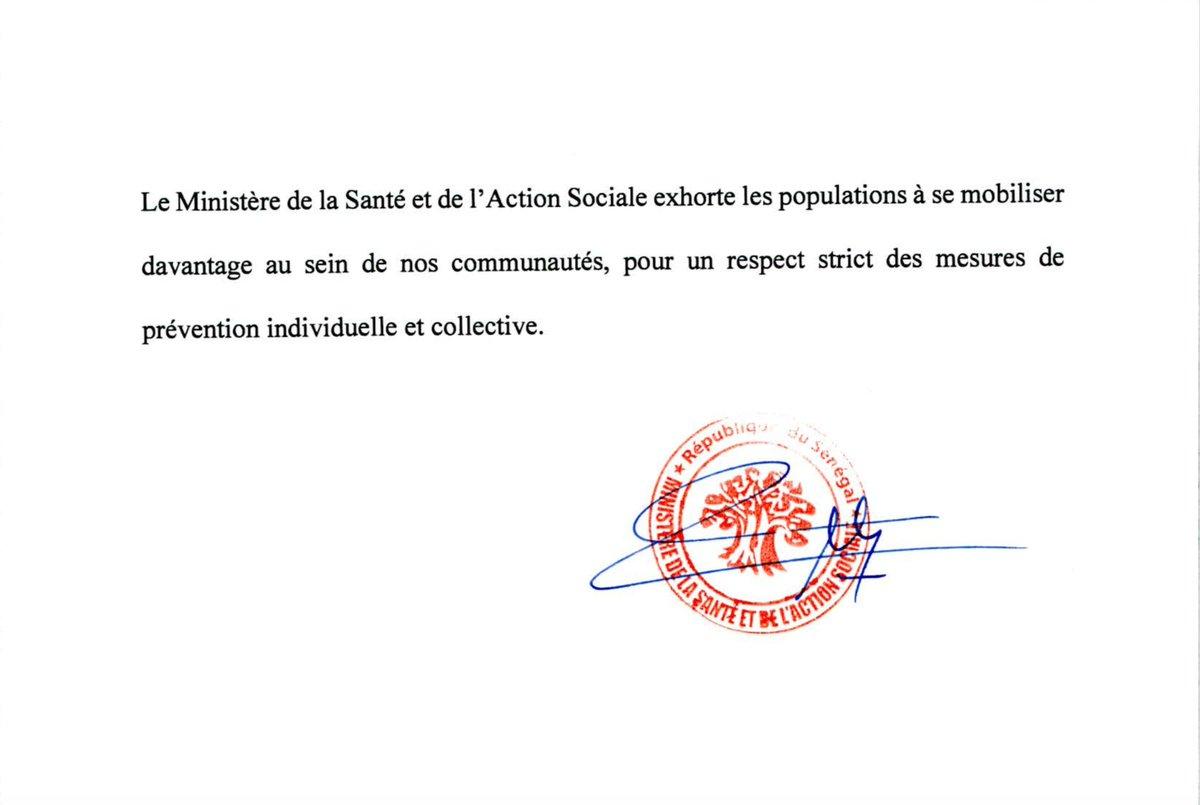 Le Ministère de la Santé et de l’Action Sociale exhorte les populations à se mobiliser
davantage au sein de nos communautés, pour un respect strict des mesures de
prévention individuelle et collective.
★ République du Sénégal ★
MINISTÈRE DE LA SANTÉ ET DE L'ACTION SOCIALE